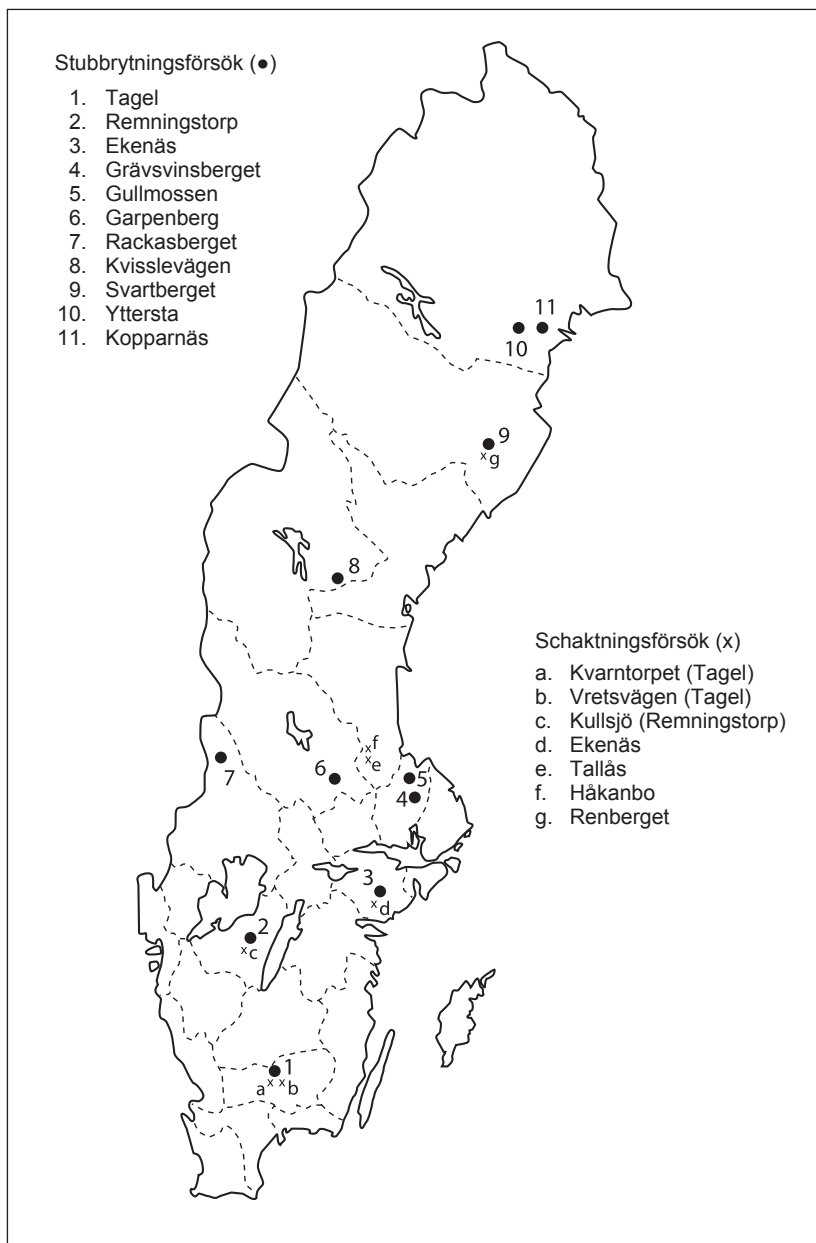 Stubbrytningsförsök (●)
1. Tagel
2. Remningstorp
3. Ekenäs
4. Grävsvinsberget
5. Gullmossen
6. Garpenberg
7. Rackasberget
8. Kvisslevägen
9. Svartberget
10. Yttersta
11. Kopparnäs
11
10
9
x g
8
Schaktningsförsök (x)
a. Kvarntorpet (Tagel)
b. Vretsvägen (Tagel)
c. Kullsjö (Remningstorp)
d. Ekenäs
e. Tallås
f. Håkanbo
g. Renberget
x f
x e
7
6
5
4
3
x d
2
x c
1
a x x b